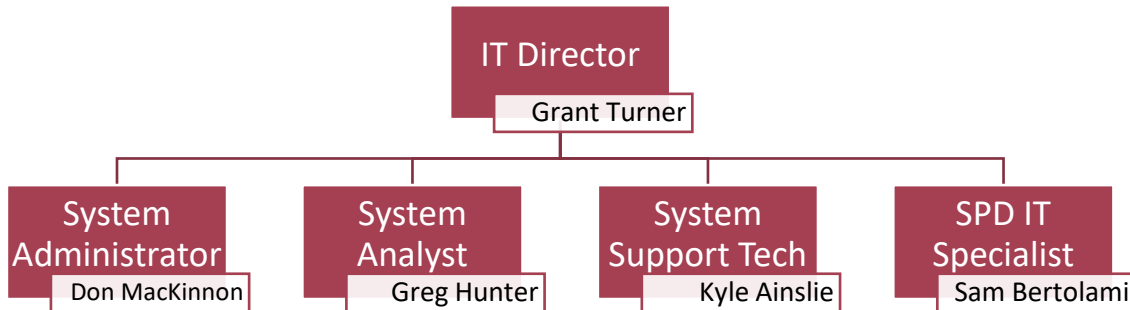 IT Director
Grant Turner
System
Administrator
Don MacKinnon
System
Analyst
Greg Hunter
System
Support Tech
Kyle Ainslie
SPD IT
Specialist
Sam Bertolami